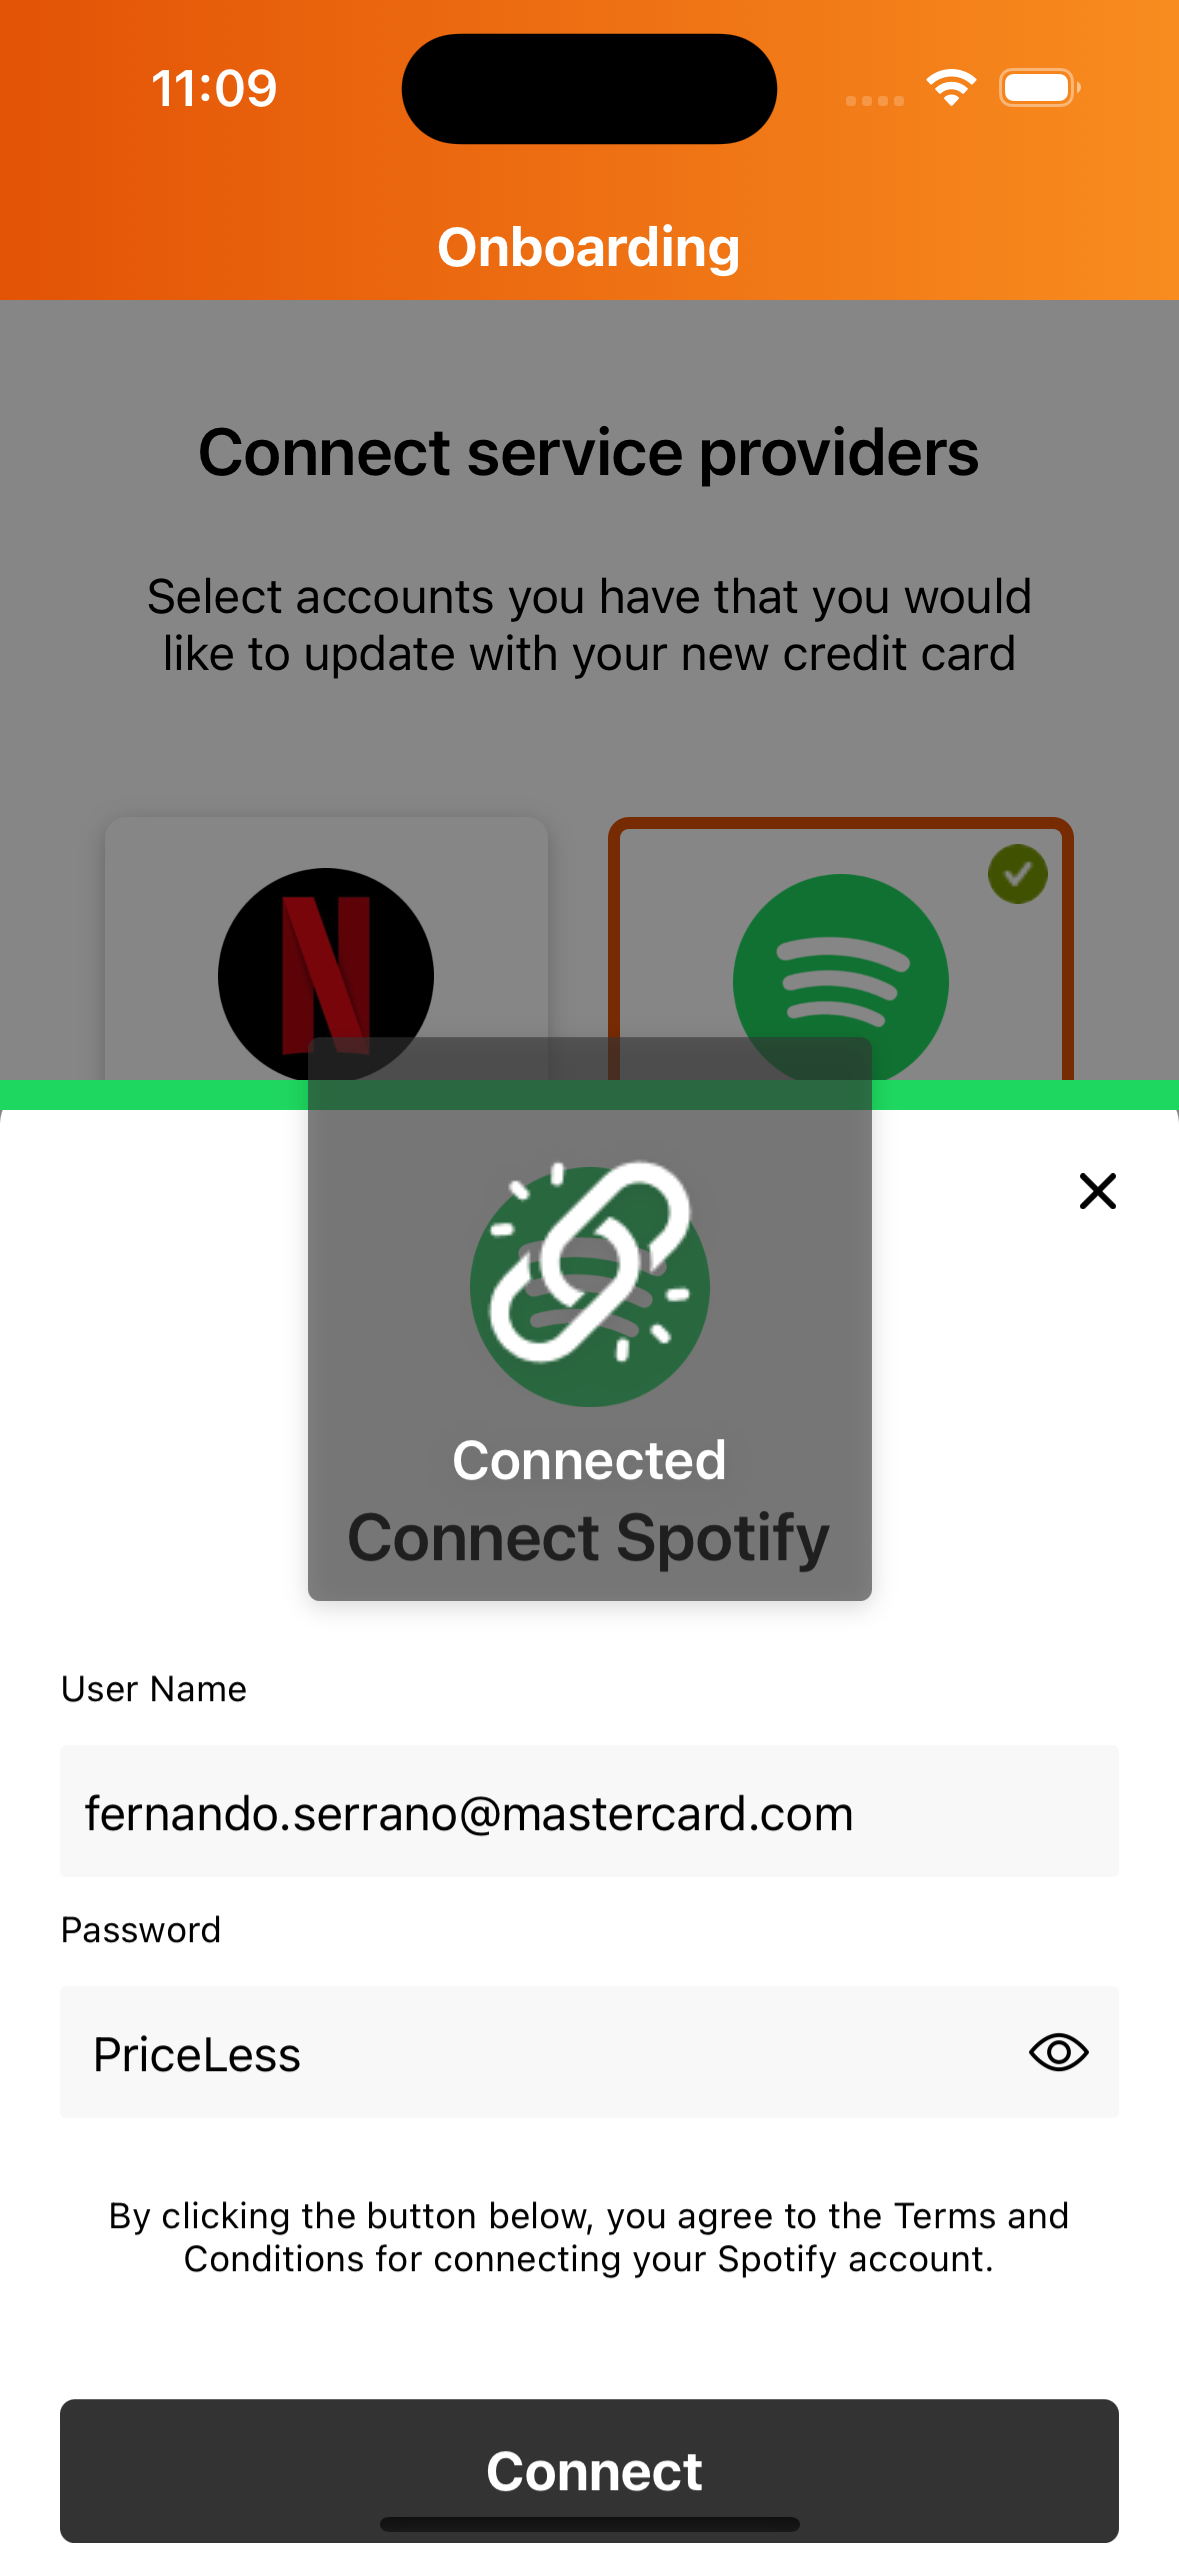 11:09
Onboarding
Connect service providers
Select accounts you have that you would
like to update with your new credit card
N
Connected
Connect Spotify
User Name
fernando.serrano@mastercard.com
Password
PriceLess
By clicking the button below, you agree to the Terms and
Conditions for connecting your Spotify account.
Connect